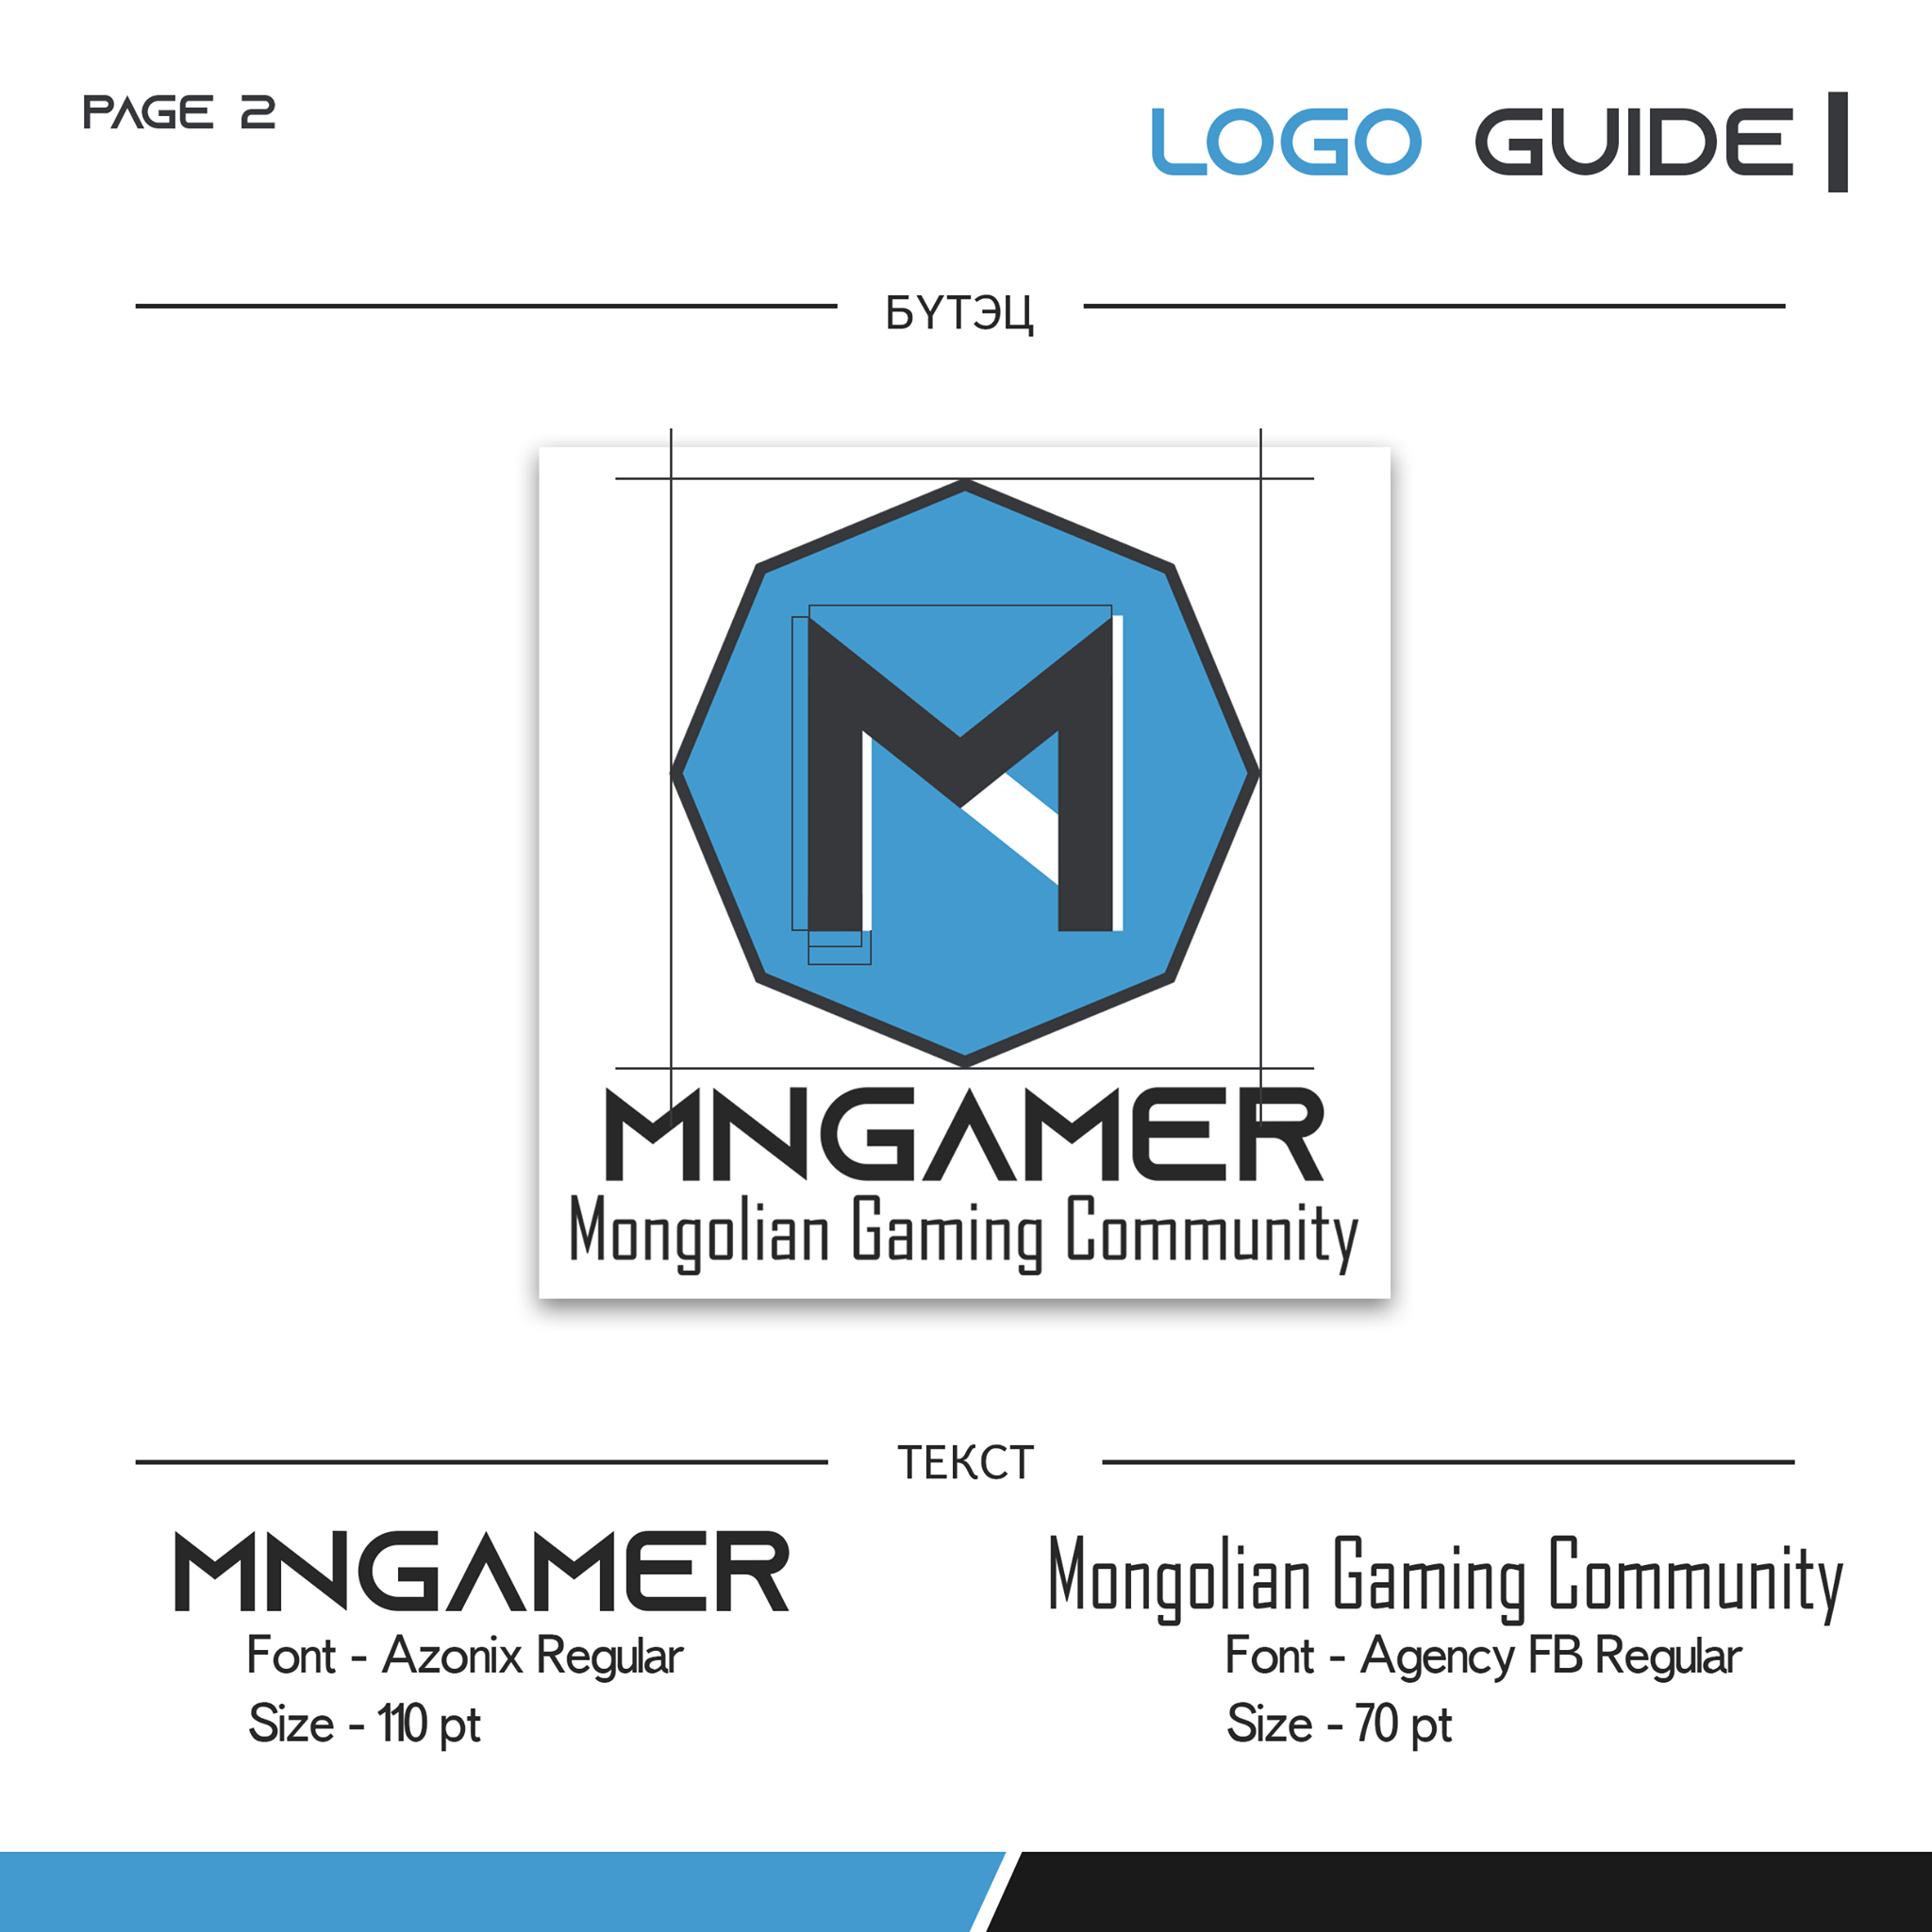 PAGE 2
LOGO GUIDE
БҮТЭЦ
M
MNGAMER
Mongolian Gaming Community
ТЕКСТ
MNGAMER
Font - Azonix Regular
Size - 110 pt
Mongolian Gaming Community
Font - Agency FB Regular
Size - 70 pt